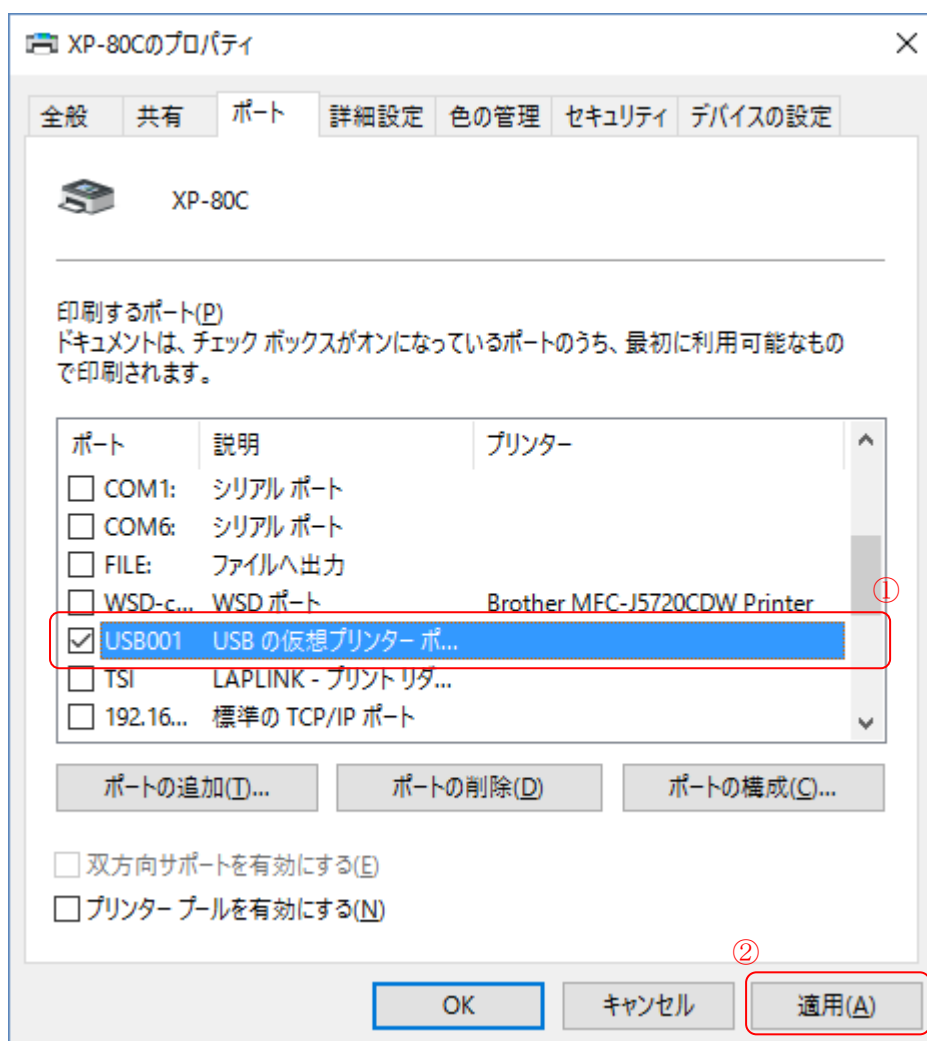 XP-80Cのプロパティ
全般 共有 ポート 詳細設定 色の管理 セキュリティ デバイスの設定
XP-80C
印刷するポート(P)
ドキュメントは、チェック ボックスがオンになっているポートのうち、最初に利用可能なもの
で印刷されます。
ポート 説明 プリンター
COM1: シリアル ポート
COM6: シリアル ポート
FILE: ファイルへ出力
①
WSD-c... WSD ポート Brother MFC-J5720CDW Printer
USB001 USB の仮想プリンター ポ...
TSI LAPLINK - プリント リダ...
192.16... 標準の TCP/IP ポート
ポートの追加(T)... ポートの削除(D) ポートの構成(C)...
双方向サポートを有効にする(E)
プリンター プールを有効にする(N)
②
OK キャンセル 適用(A)